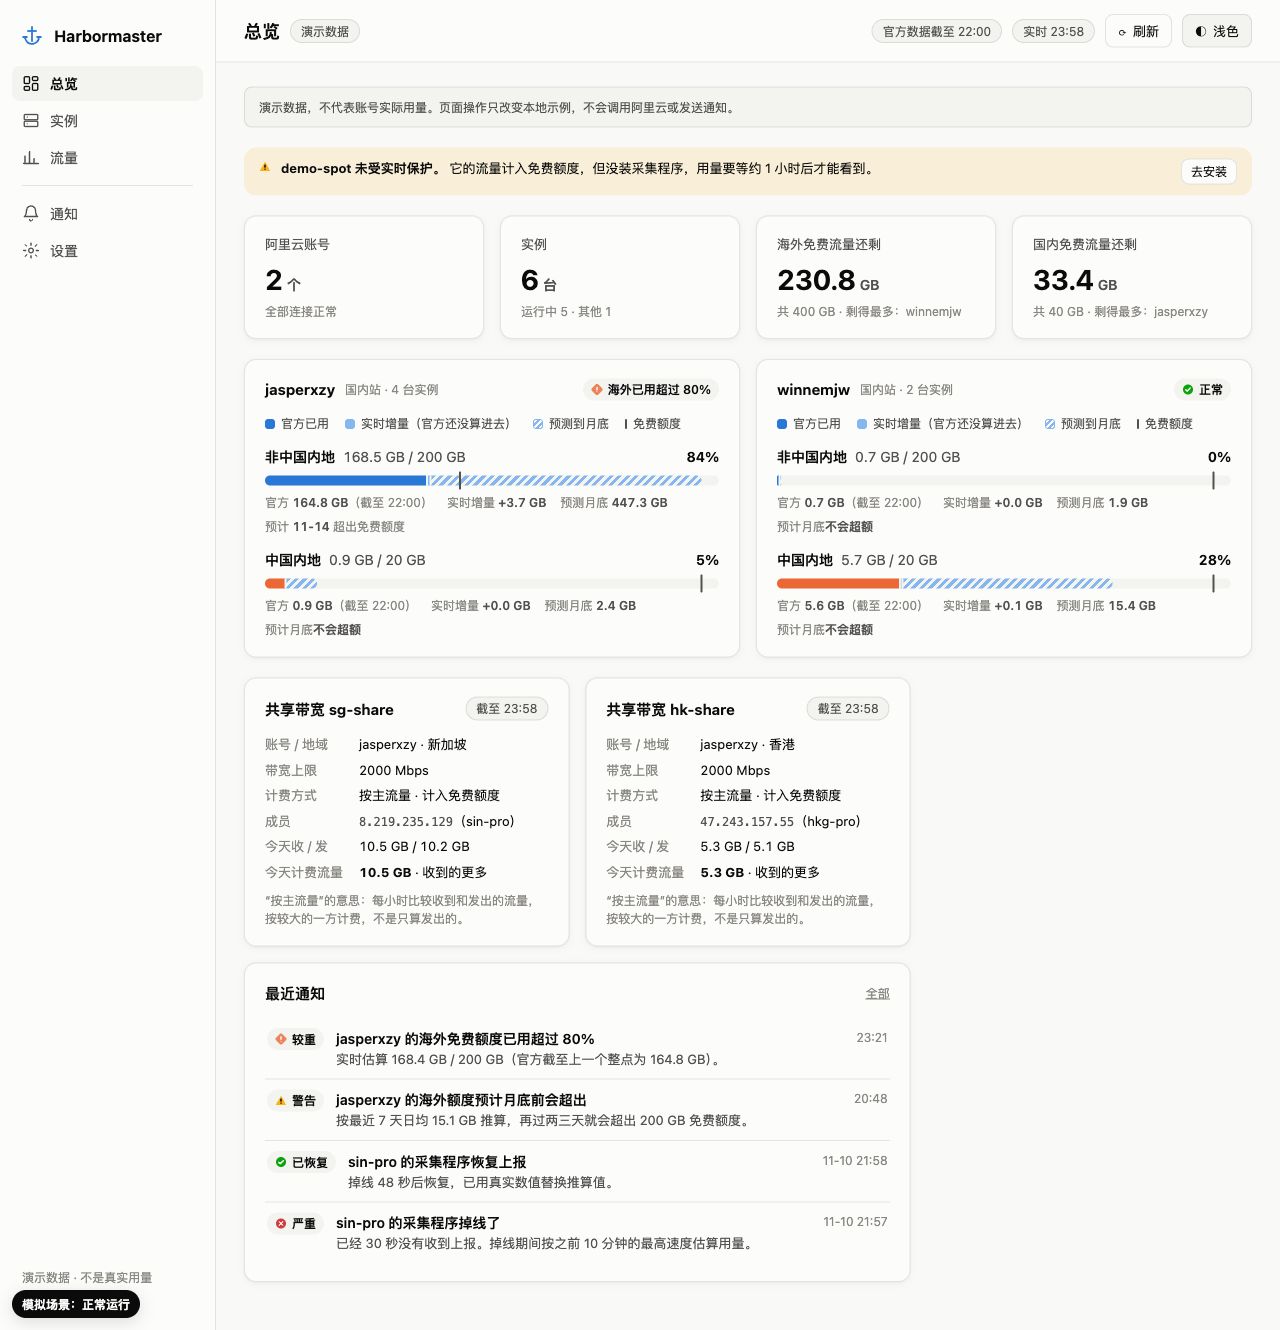 Harbormaster
总览
实例
流量
通知
设置
演示数据 · 不是真实用量
模拟场景：正常运行
总览 演示数据
官方数据截至 22:00 实时 23:58 刷新 浅色
演示数据，不代表账号实际用量。页面操作只改变本地示例，不会调用阿里云或发送通知。
demo-spot 未受实时保护。 它的流量计入免费额度，但没装采集程序，用量要等约 1 小时后才能看到。
去安装
阿里云账号
2 个
全部连接正常
实例
6 台
运行中 5 · 其他 1
海外免费流量还剩
230.8 GB
共 400 GB · 剩得最多：winnemjw
国内免费流量还剩
33.4 GB
共 40 GB · 剩得最多：jasperxzy
jasperxzy 国内站 · 4 台实例 海外已用超过 80%
官方已用 实时增量（官方还没算进去） 预测到月底 免费额度
非中国内地 168.5 GB / 200 GB 84%
官方 164.8 GB（截至 22:00） 实时增量 +3.7 GB 预测月底 447.3 GB
预计 11-14 超出免费额度
中国内地 0.9 GB / 20 GB 5%
官方 0.9 GB（截至 22:00） 实时增量 +0.0 GB 预测月底 2.4 GB
预计月底不会超额
winnemjw 国内站 · 2 台实例 正常
官方已用 实时增量（官方还没算进去） 预测到月底 免费额度
非中国内地 0.7 GB / 200 GB 0%
官方 0.7 GB（截至 22:00） 实时增量 +0.0 GB 预测月底 1.9 GB
预计月底不会超额
中国内地 5.7 GB / 20 GB 28%
官方 5.6 GB（截至 22:00） 实时增量 +0.1 GB 预测月底 15.4 GB
预计月底不会超额
共享带宽 sg-share 截至 23:58
账号 / 地域 jasperxzy · 新加坡
带宽上限 2000 Mbps
计费方式 按主流量 · 计入免费额度
成员 8.219.235.129（sin-pro）
今天收 / 发 10.5 GB / 10.2 GB
今天计费流量 10.5 GB · 收到的更多
“按主流量”的意思：每小时比较收到和发出的流量，
按较大的一方计费，不是只算发出的。
共享带宽 hk-share 截至 23:58
账号 / 地域 jasperxzy · 香港
带宽上限 2000 Mbps
计费方式 按主流量 · 计入免费额度
成员 47.243.157.55（hkg-pro）
今天收 / 发 5.3 GB / 5.1 GB
今天计费流量 5.3 GB · 收到的更多
“按主流量”的意思：每小时比较收到和发出的流量，
按较大的一方计费，不是只算发出的。
最近通知 全部
较重 jasperxzy 的海外免费额度已用超过 80% 23:21
实时估算 168.4 GB / 200 GB（官方截至上一个整点为 164.8 GB）。
警告 jasperxzy 的海外额度预计月底前会超出 20:48
按最近 7 天日均 15.1 GB 推算，再过两三天就会超出 200 GB 免费额度。
已恢复 sin-pro 的采集程序恢复上报 11-10 21:58
掉线 48 秒后恢复，已用真实数值替换推算值。
严重 sin-pro 的采集程序掉线了 11-10 21:57
已经 30 秒没有收到上报。掉线期间按之前 10 分钟的最高速度估算用量。